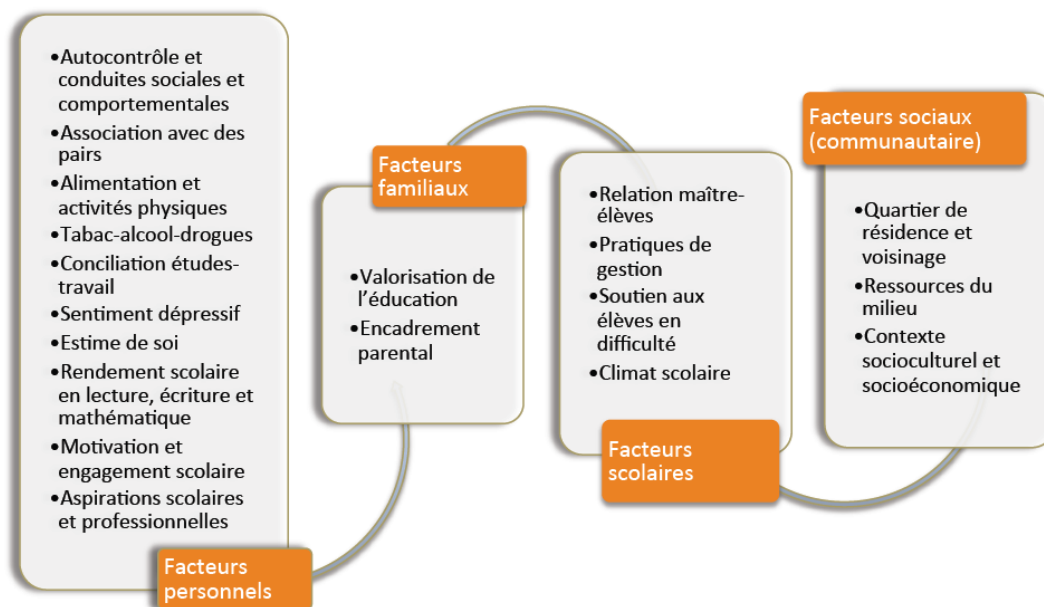 •Autocontrôle et
conduites sociales et
comportementales
•Association avec des
pairs
•Alimentation et
activités physiques
•Tabac-alcool-drogues
•Conciliation études-
travail
•Sentiment dépressif
•Estime de soi
•Rendement scolaire
en lecture, écriture et
mathématique
•Motivation et
engagement scolaire
•Aspirations scolaires
et professionnelles
Facteurs
personnels
Facteurs
familiaux
•Valorisation de
l'éducation
•Encadrement
parental
•Relation maître-
élèves
•Pratiques de
gestion
•Soutien aux
élèves en
difficulté
•Climat scolaire
Facteurs
scolaires
Facteurs sociaux
(communautaire)
•Quartier de
résidence et
voisinage
•Ressources du
milieu
•Contexte
socioculturel et
socioéconomique